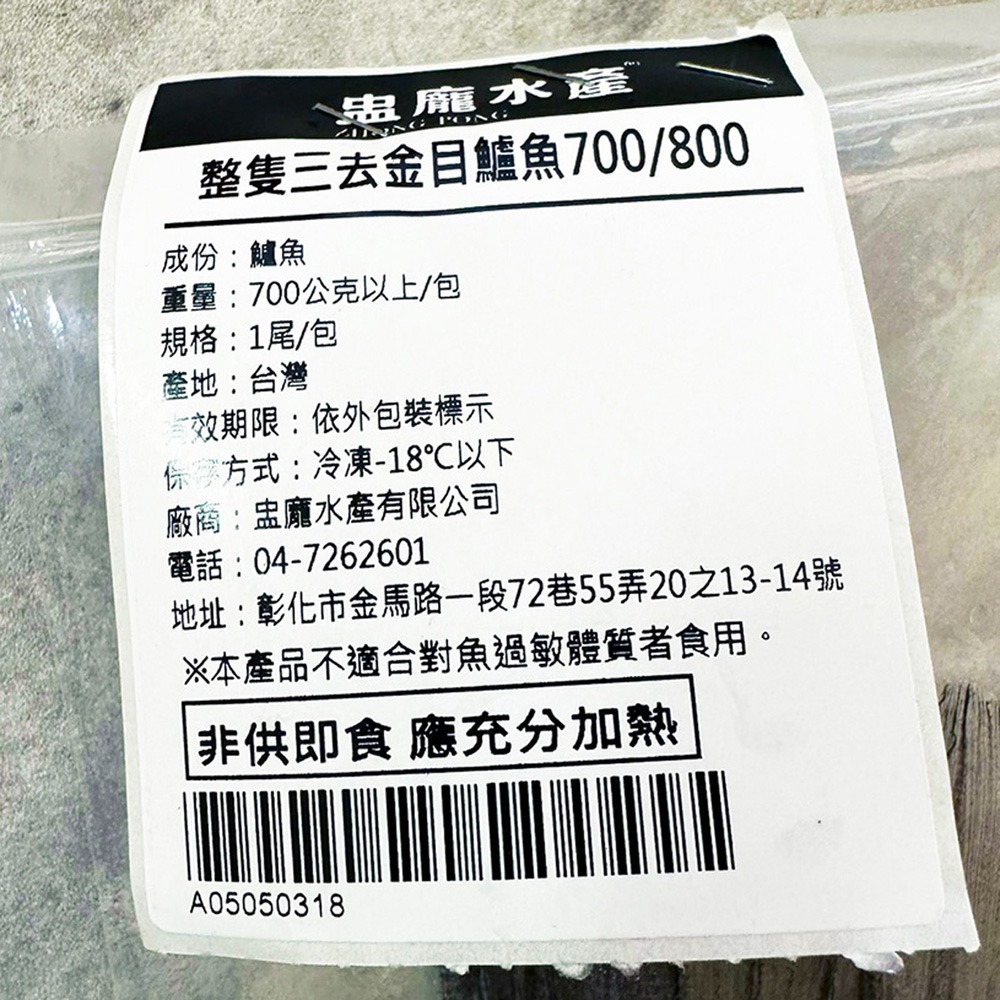 盅龐水產
整隻三去金目鱸魚700/800
成份：鱸魚
重量：700公克以上/包
規格：1尾/包
產地：台灣
有效期限：依外包裝標示
保存方式：冷凍-18℃以下
廠商：盅龐水產有限公司
電話：04-7262601
地址：彰化市金馬路一段72巷55弄20之13-14號
※本產品不適合對魚過敏體質者食用。
非供即食 應充分加熱
A05050318